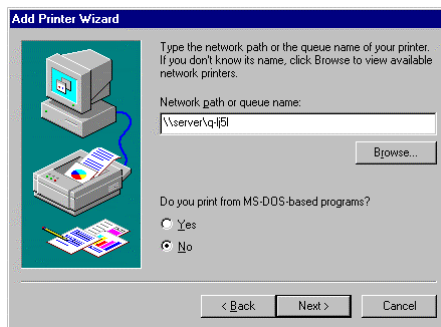 Add Printer Wizard
Type the network path or the queue name of your printer.
If you don't know its name, click Browse to view available
network printers.
Network path or queue name:
\\server\q-lj5l
Browse...
Do you print from MS-DOS-based programs?
Yes
No
< Back
Next >
Cancel